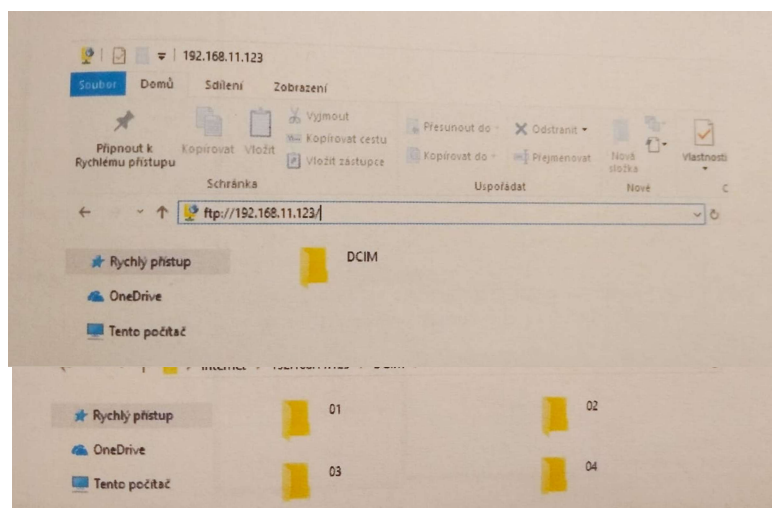 192.168.11.123
Soubor Domů Sdílení Zobrazení
Připnout k Rychlému přístupu
Kopírovat
Vložit
Vyjmout
Kopírovat cestu
Vložit zástupce
Schránka
Přesunout do
Kopírovat do
Odstranit
Přejmenovat
Uspořádat
Nová složka
Nové
Vlastnosti
ftp://192.168.11.123/
Rychlý přístup
OneDrive
Tento počítač
DCIM
Internet
Rychlý přístup
OneDrive
Tento počítač
01
02
03
04